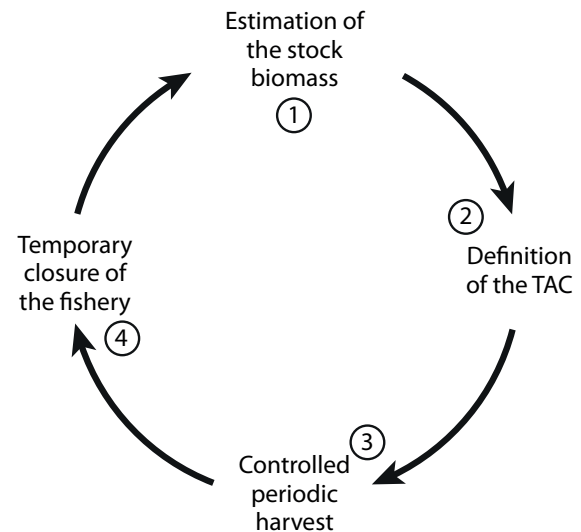 Estimation of
the stock
biomass
1
2
Definition
of the TAC
3
Controlled
periodic
harvest
Temporary
closure of
the fishery
4